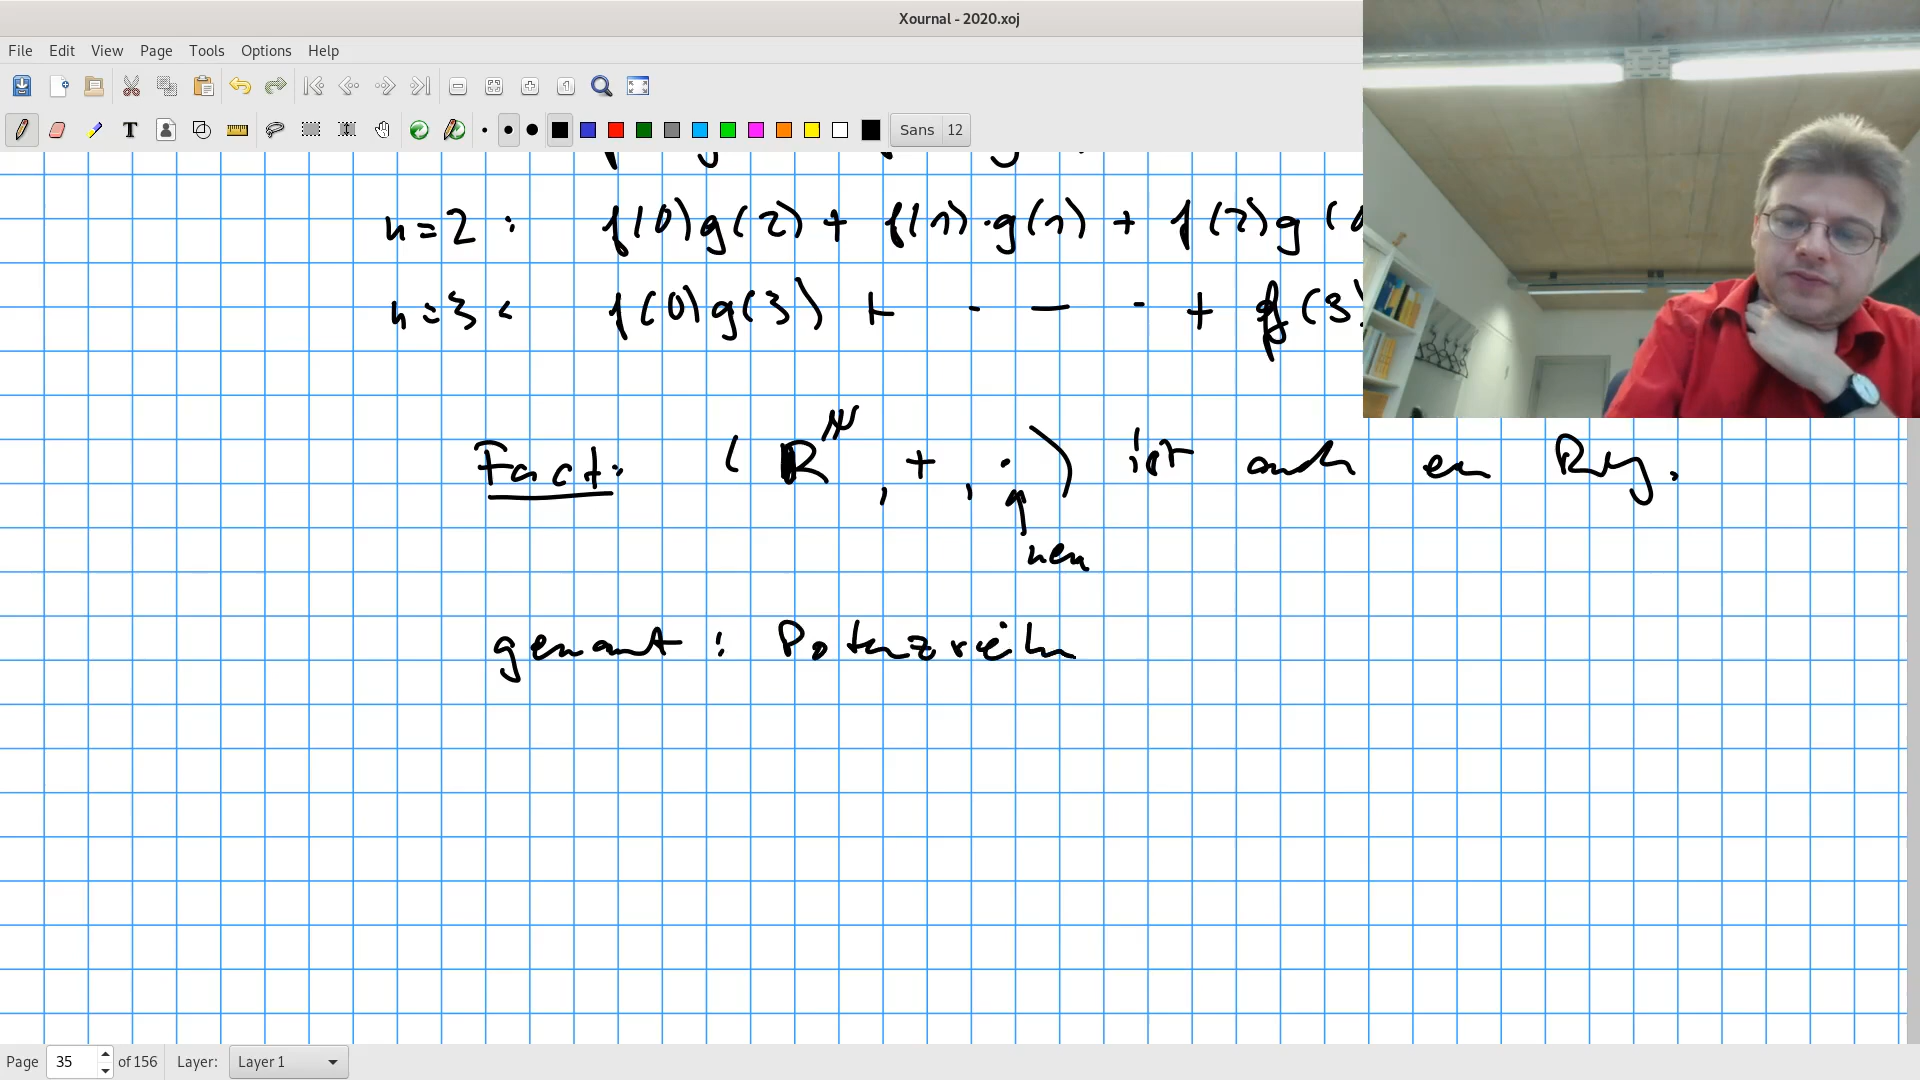 Xournal - 2020.xoj
File Edit View Page Tools Options Help
Sans 12
n=2 : f(0)g(2) + f(1)·g(1) + f(2)g(
n=3 : f(0)g(3) + - — - + f(3)
Fact: (R^ℕ, +, ·) ist auch ein Ring.
neu
genannt : Potenzreihen
Page 35 of 156 Layer: Layer 1